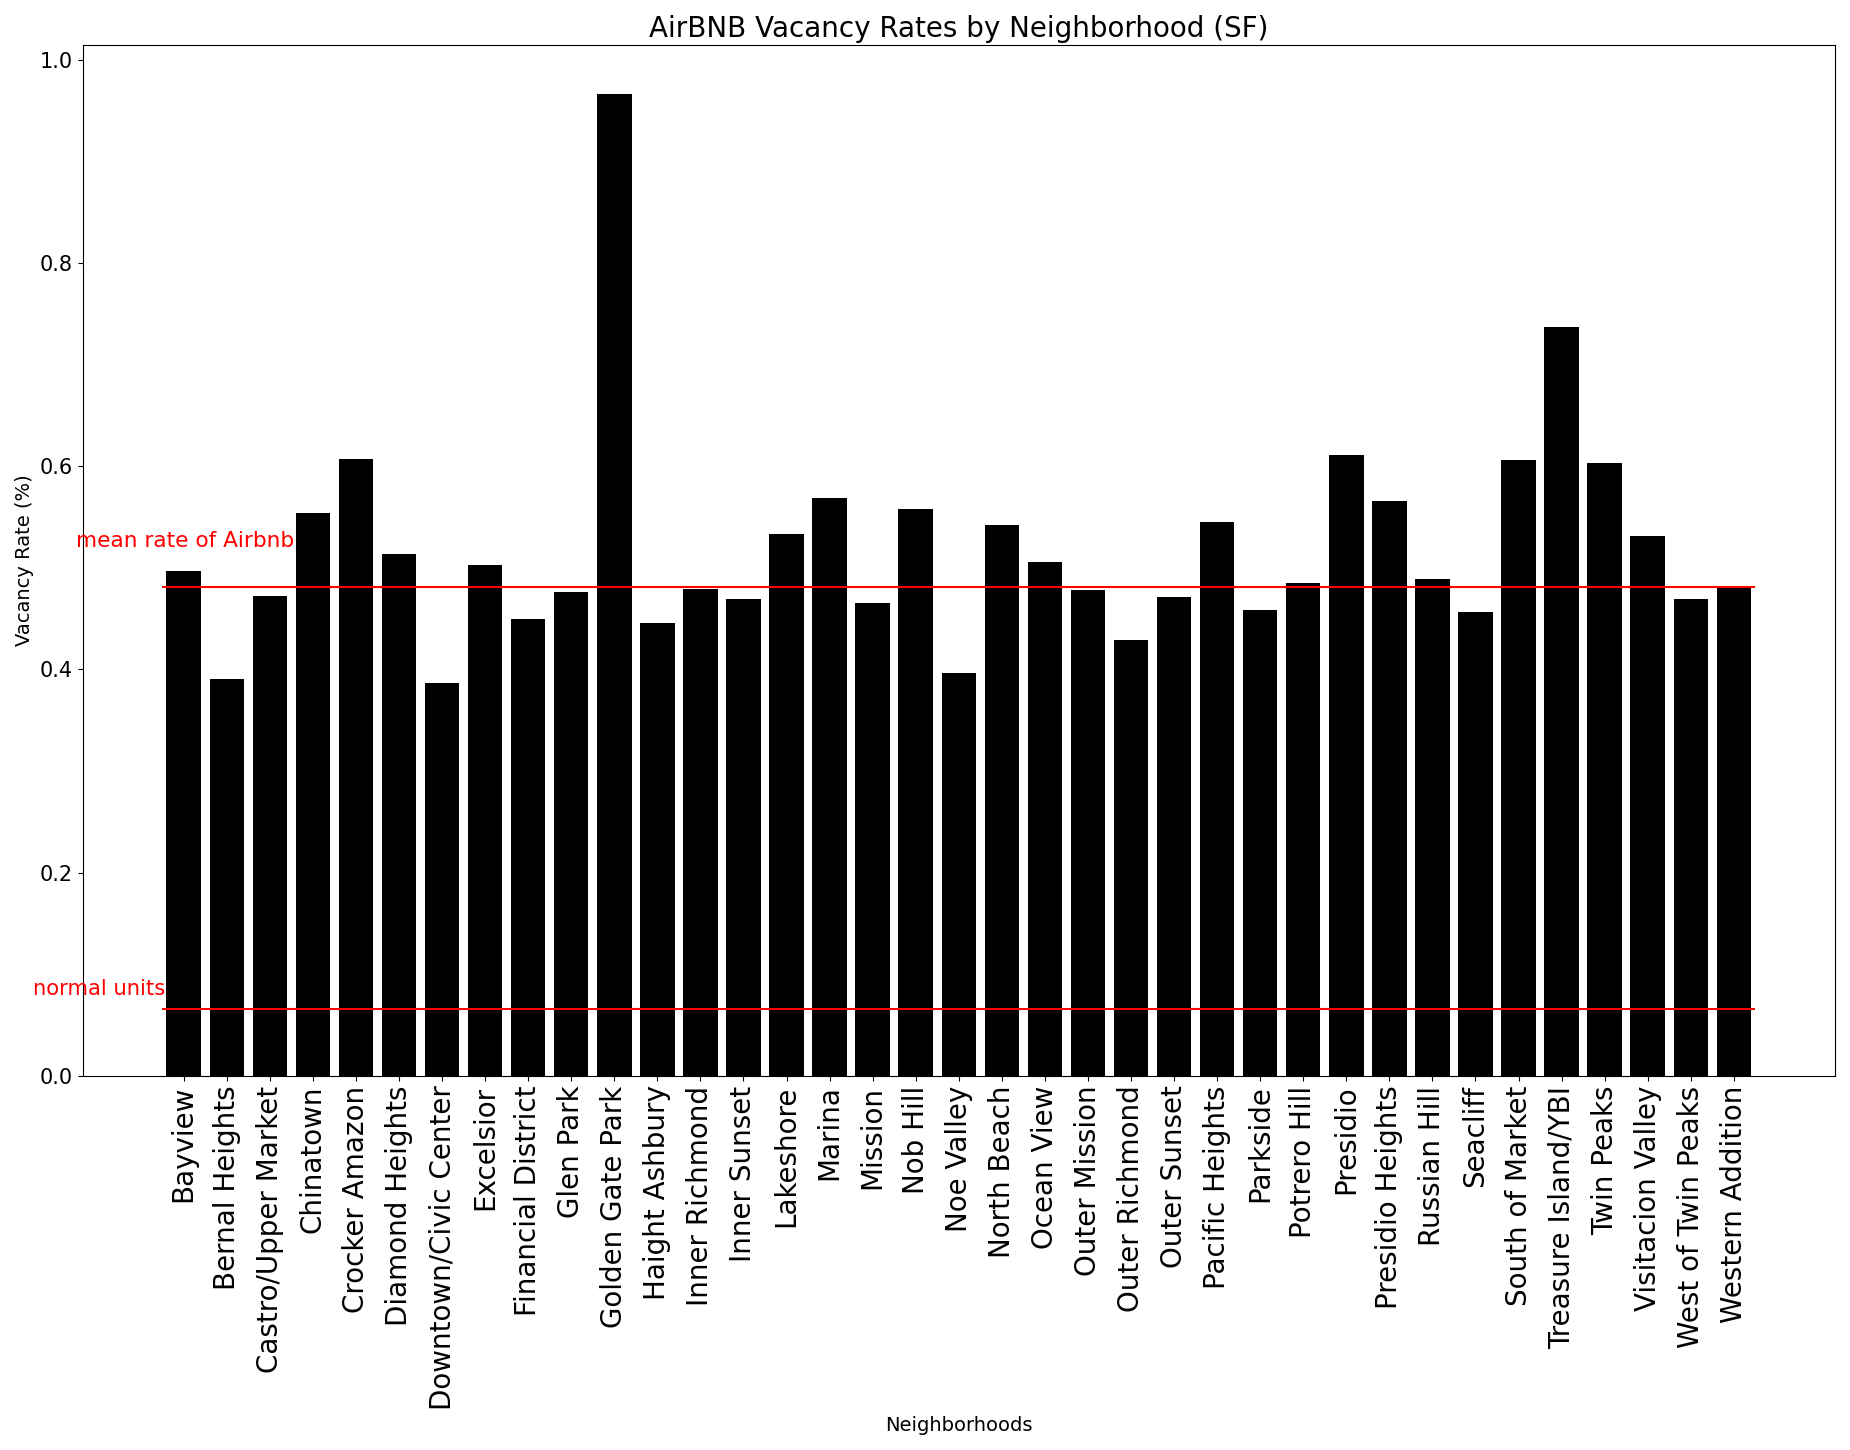 AirBNB Vacancy Rates by Neighborhood (SF)
1.0
0.8
0.6
0.4
0.2
0.0
Vacancy Rate (%)
mean rate of Airbnb
normal units
Bayview
Bernal Heights
Castro/Upper Market
Chinatown
Crocker Amazon
Diamond Heights
Downtown/Civic Center
Excelsior
Financial District
Glen Park
Golden Gate Park
Haight Ashbury
Inner Richmond
Inner Sunset
Lakeshore
Marina
Mission
Nob Hill
Noe Valley
North Beach
Ocean View
Outer Mission
Outer Richmond
Outer Sunset
Pacific Heights
Parkside
Potrero Hill
Presidio
Presidio Heights
Russian Hill
Seacliff
South of Market
Treasure Island/YBI
Twin Peaks
Visitacion Valley
West of Twin Peaks
Western Addition
Neighborhoods